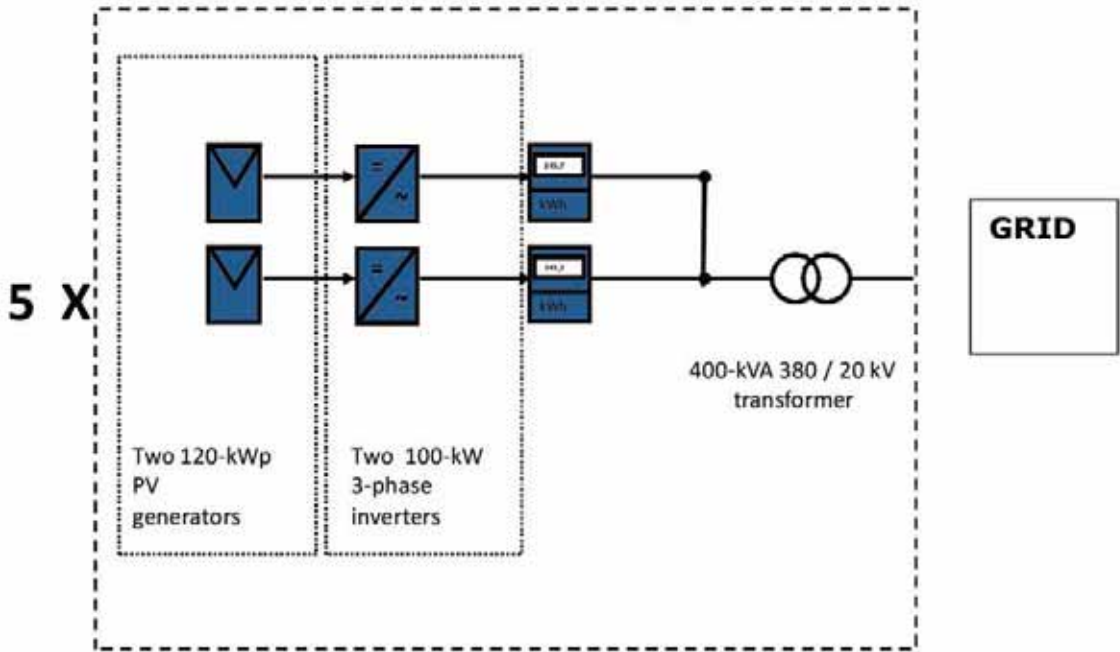 5 X
=
~
kWh
=
~
kWh
GRID
400-kVA 380 / 20 kV
transformer
Two 120-kWp
PV
generators
Two 100-kW
3-phase
inverters